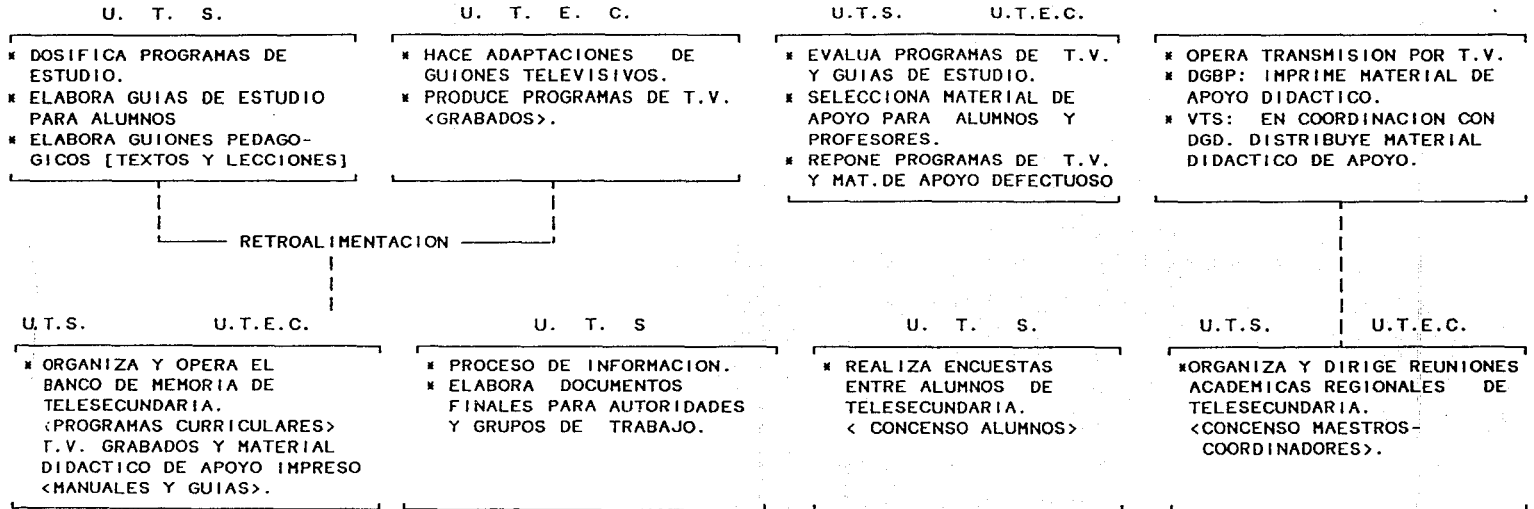 U. T. S.
* DOSIFICA PROGRAMAS DE
ESTUDIO.
* ELABORA GUIAS DE ESTUDIO
PARA ALUMNOS
* ELABORA GUIONES PEDAGO-
GICOS [TEXTOS Y LECCIONES]
U. T. E. C.
* HACE ADAPTACIONES DE
GUIONES TELEVISIVOS.
* PRODUCE PROGRAMAS DE T.V.
<GRABADOS>.
U.T.S. U.T.E.C.
* EVALUA PROGRAMAS DE T.V.
Y GUIAS DE ESTUDIO.
* SELECCIONA MATERIAL DE
APOYO PARA ALUMNOS Y
PROFESORES.
* REPONE PROGRAMAS DE T.V.
Y MAT.DE APOYO DEFECTUOSO
* OPERA TRANSMISION POR T.V.
* DGBP: IMPRIME MATERIAL DE
APOYO DIDACTICO.
* VTS: EN COORDINACION CON
DGD. DISTRIBUYE MATERIAL
DIDACTICO DE APOYO.
RETROALIMENTACION
U.T.S. U.T.E.C.
* ORGANIZA Y OPERA EL
BANCO DE MEMORIA DE
TELESECUNDARIA.
<PROGRAMAS CURRICULARES>
T.V. GRABADOS Y MATERIAL
DIDACTICO DE APOYO IMPRESO
<MANUALES Y GUIAS>.
U. T. S
* PROCESO DE INFORMACION.
* ELABORA DOCUMENTOS
FINALES PARA AUTORIDADES
Y GRUPOS DE TRABAJO.
U. T. S.
* REALIZA ENCUESTAS
ENTRE ALUMNOS DE
TELESECUNDARIA.
< CONCENSO ALUMNOS>
U.T.S. U.T.E.C.
*ORGANIZA Y DIRIGE REUNIONES
ACADEMICAS REGIONALES DE
TELESECUNDARIA.
<CONCENSO MAESTROS-
COORDINADORES>.